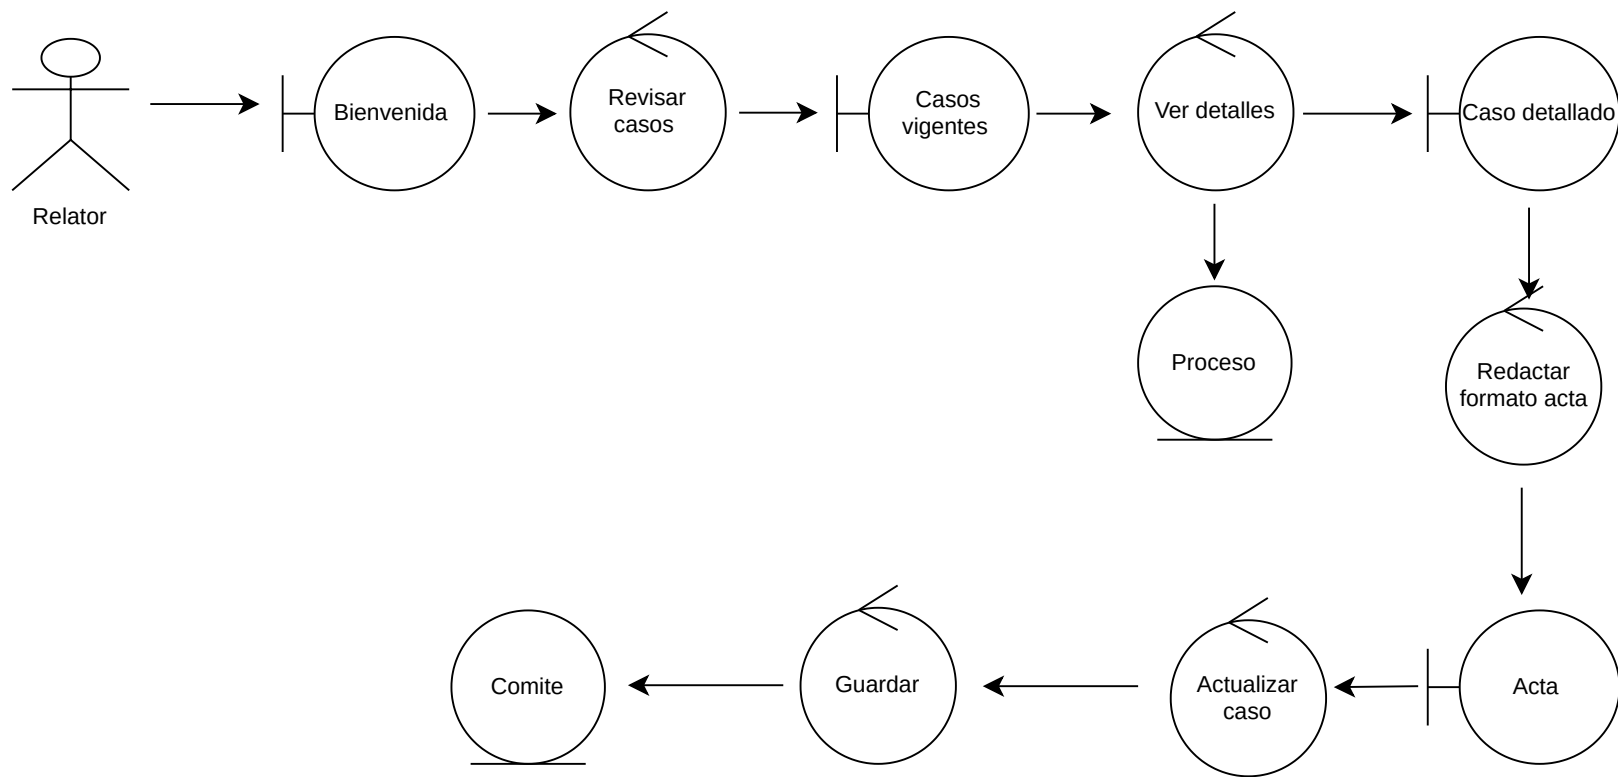 Relator
Bienvenida
Revisar
casos
Casos
vigentes
Ver detalles
Caso detallado
Proceso
Redactar
formato acta
Acta
Actualizar
caso
Guardar
Comite